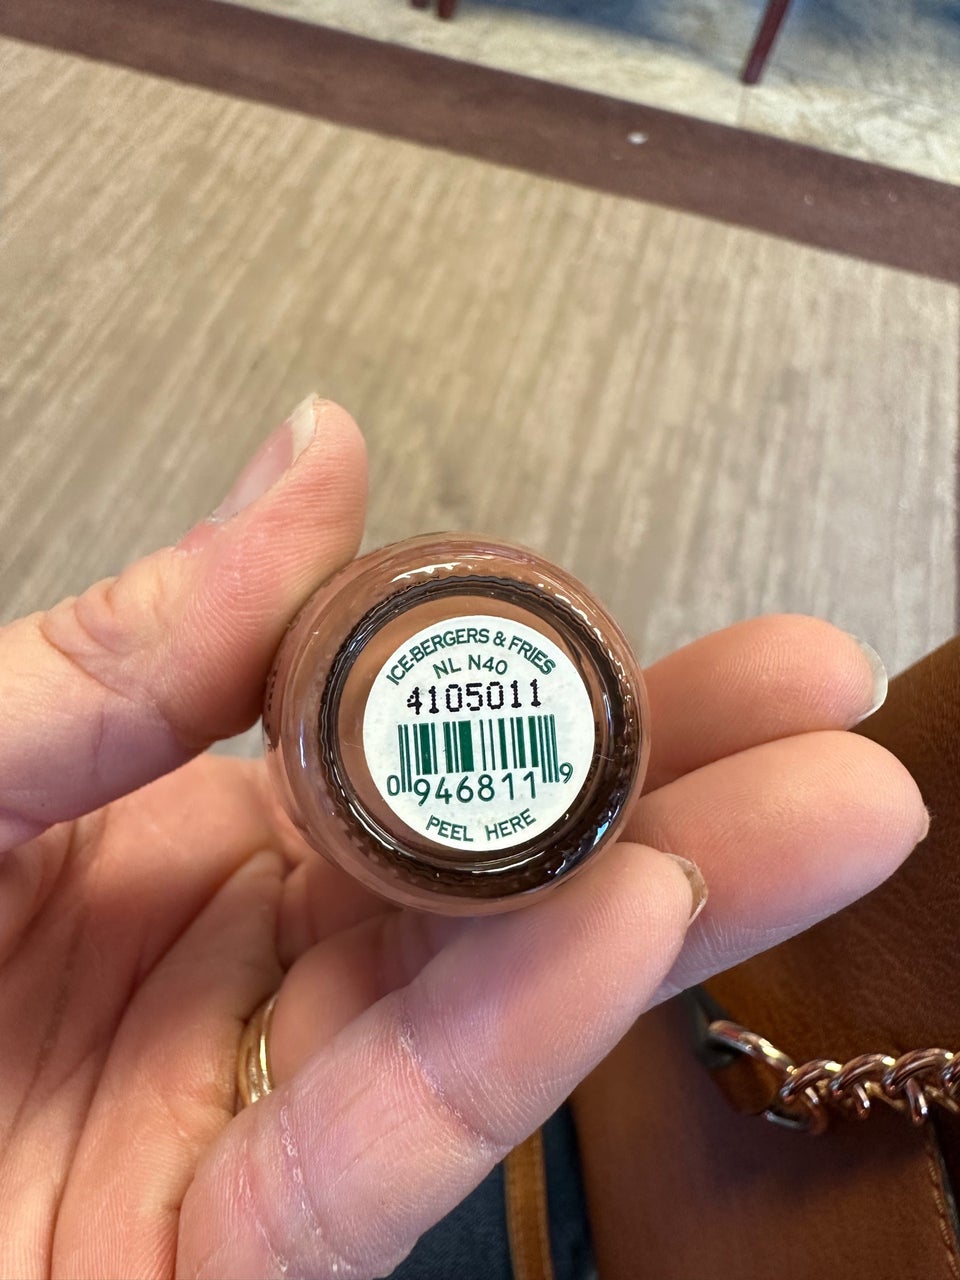 ICE-BERGERS & FRIES
NL N40
4105011
0 946811 9
PEEL HERE